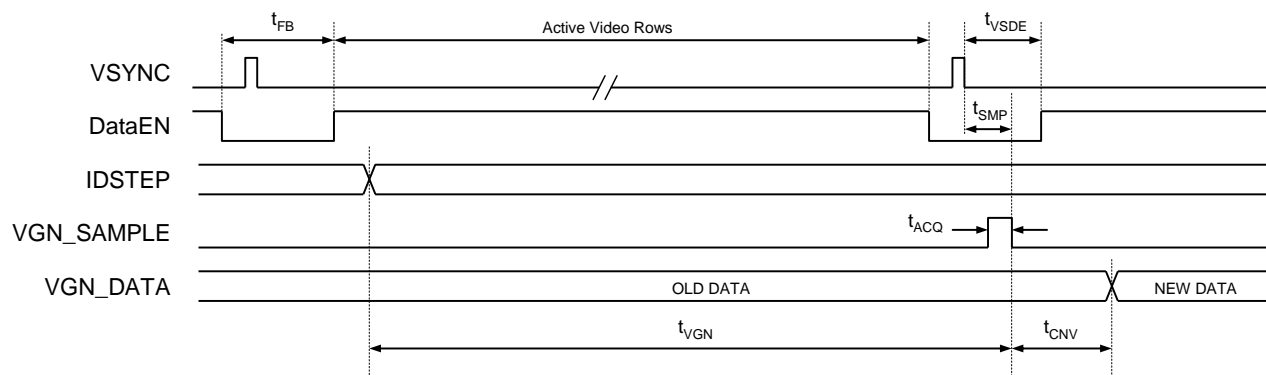 tFB
Active Video Rows
tVSDE
VSYNC
tSMP
DataEN
IDSTEP
VGN_SAMPLE
tACQ
VGN_DATA
OLD DATA
NEW DATA
tVGN
tCNV